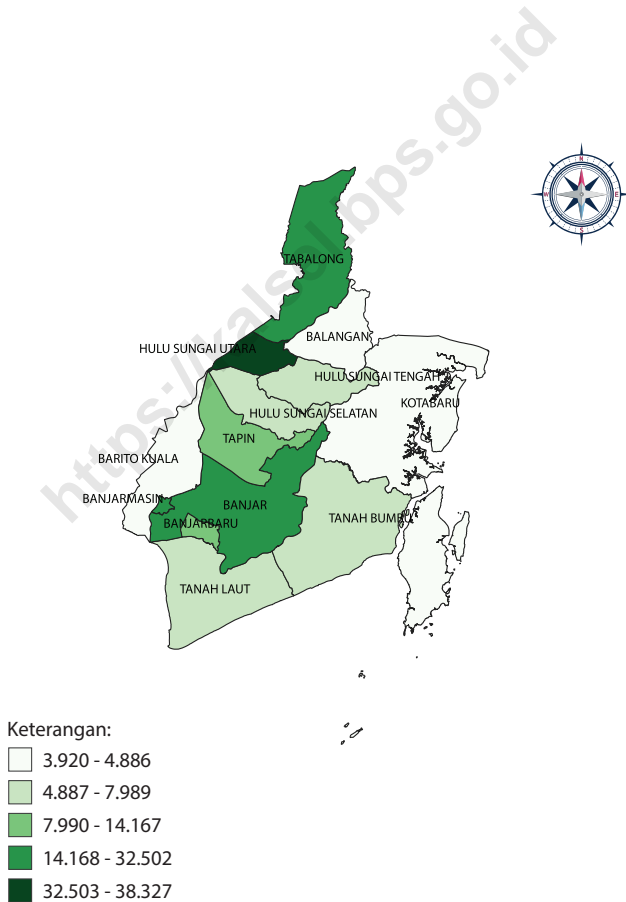 https://kalsel.bps.go.id
N
W
E
S
TABALONG
BALANGAN
HULU SUNGAI UTARA
HULU SUNGAI TENGAH
KOTABARU
HULU SUNGAI SELATAN
TAPIN
BARITO KUALA
BANJARMASIN
BANJAR
BANJARBARU
TANAH BUMBU
TANAH LAUT
Keterangan:
3.920 - 4.886
4.887 - 7.989
7.990 - 14.167
14.168 - 32.502
32.503 - 38.327